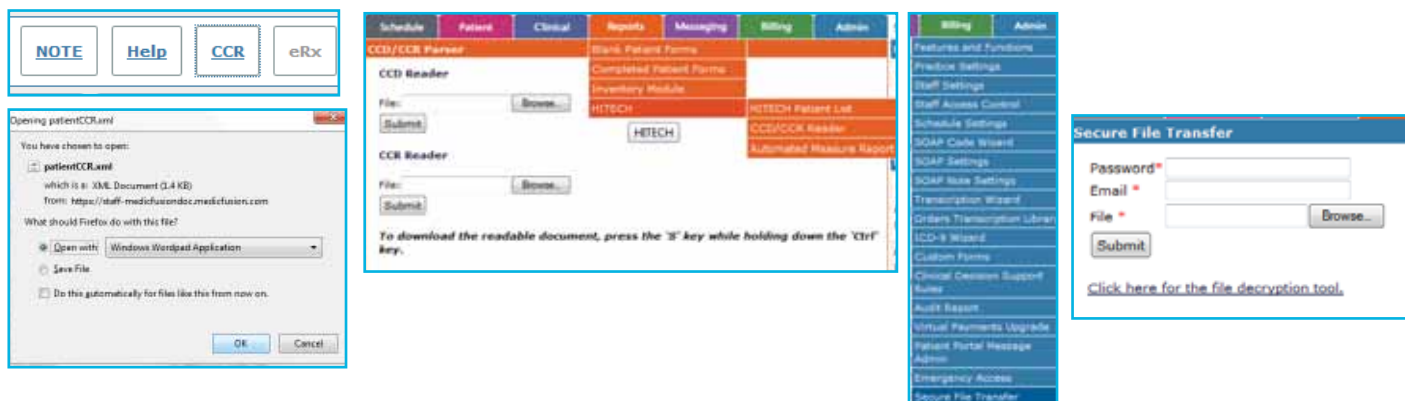 NOTE Help CCR eRx
Opening patientCCR.xml
You have chosen to open:
patientCCR.xml
which is a: XML Document (1.4 KB)
from: https://staff-medicfusiondoc.medicfusion.com
What should Firefox do with this file?
Open with Windows Wordpad Application
Save File
Do this automatically for files like this from now on.
OK Cancel
Schedule Patient Clinical Reports Messaging Billing Admin
CCD/CCR Parser
CCD Reader
File: Browse...
Submit
CCR Reader
File: Browse...
Submit
To download the readable document, press the 'S' key while holding down the 'Ctrl'
key.
Blank Patient Forms
Completed Patient Forms
Inventory Module
HITECH
HITECH
HITECH Patient List
CCD/CCR Reader
Automated Measure Report
Billing Admin
Features and Functions
Practice Settings
Staff Settings
Staff Access Control
Schedule Settings
SOAP Code Wizard
SOAP Settings
SOAP Note Settings
Transcription Wizard
Orders Transcription Library
ICD-9 Wizard
Custom Forms
Clinical Decision Support
Rules
Audit Report
Virtual Payments Upgrade
Patient Portal Message
Admin
Emergency Access
Secure File Transfer
Secure File Transfer
Password*
Email *
File * Browse...
Submit
Click here for the file decryption tool.